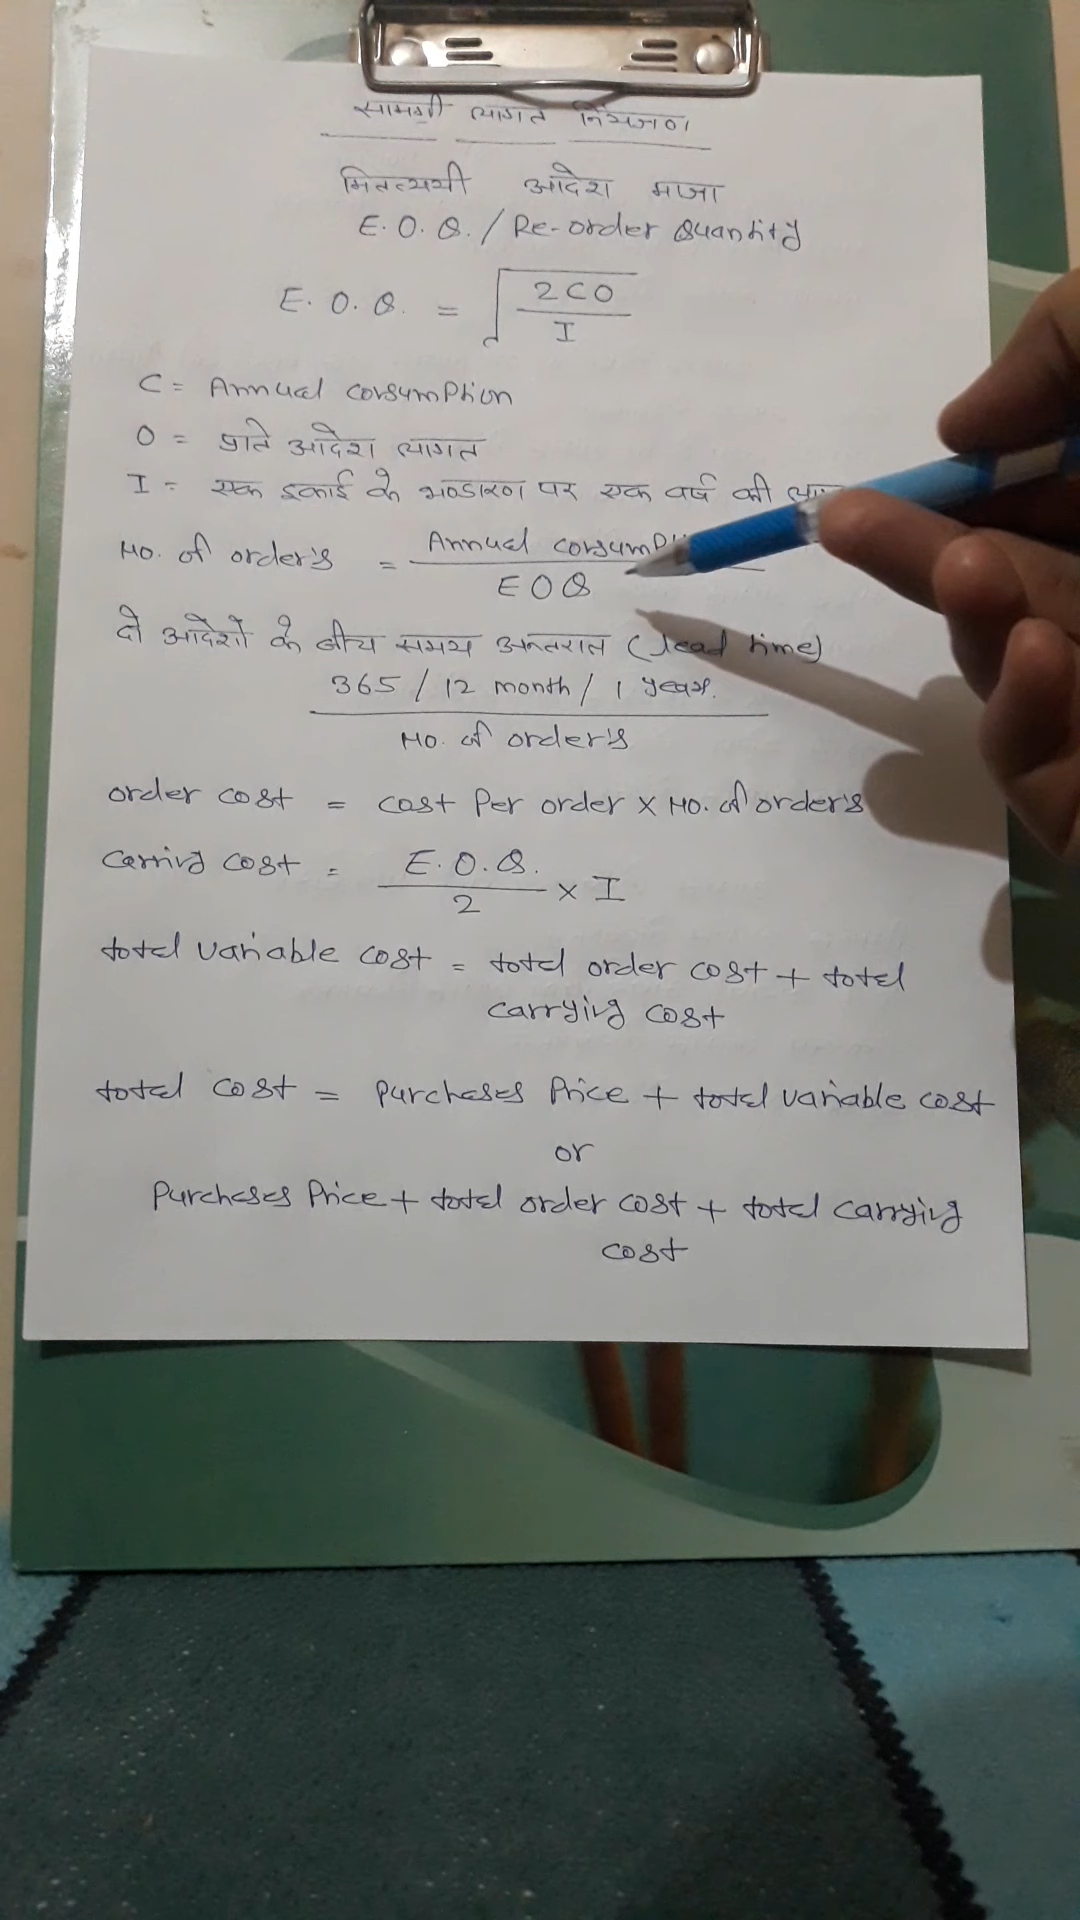 सामग्री लागत नियंत्रण
मितव्ययी आदेश मात्रा
E.O.Q./Re-order Quantity
E.O.Q. = √2CO/I
C = Annual Consumption
O = प्रति आदेश लागत
I = एक इकाई के भण्डारण पर एक वर्ष की
No. of order's = Annual Consump / EOQ
दो आदेशों के बीच समय अन्तराल (lead time)
365 / 12 month / 1 year.
No. of order's
order cost = cost Per order × No. of order's
Carring cost = E.O.Q./2 × I
total variable cost = total order cost + total
carrying cost
total cost = Purchases Price + total variable cost
or
Purchases Price + total order cost + total carrying
cost